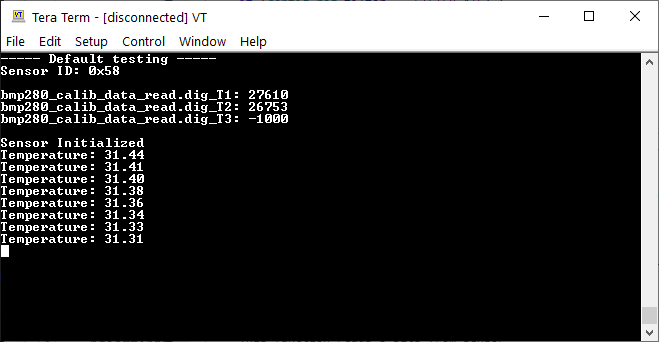 Tera Term - [disconnected] VT
File Edit Setup Control Window Help
----- Default testing -----
Sensor ID: 0x58
bmp280_calib_data_read.dig_T1: 27610
bmp280_calib_data_read.dig_T2: 26753
bmp280_calib_data_read.dig_T3: -1000
Sensor Initialized
Temperature: 31.44
Temperature: 31.41
Temperature: 31.40
Temperature: 31.38
Temperature: 31.36
Temperature: 31.34
Temperature: 31.33
Temperature: 31.31